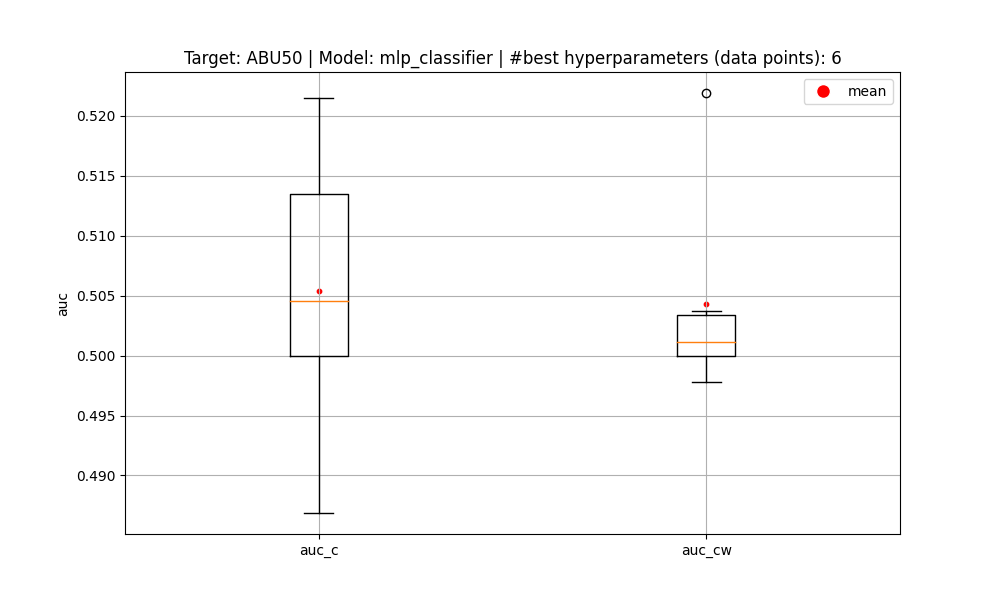 Target: ABU50 | Model: mlp_classifier | #best hyperparameters (data points): 6
mean
0.520
0.515
0.510
0.505
0.500
0.495
0.490
auc
auc_c
auc_cw